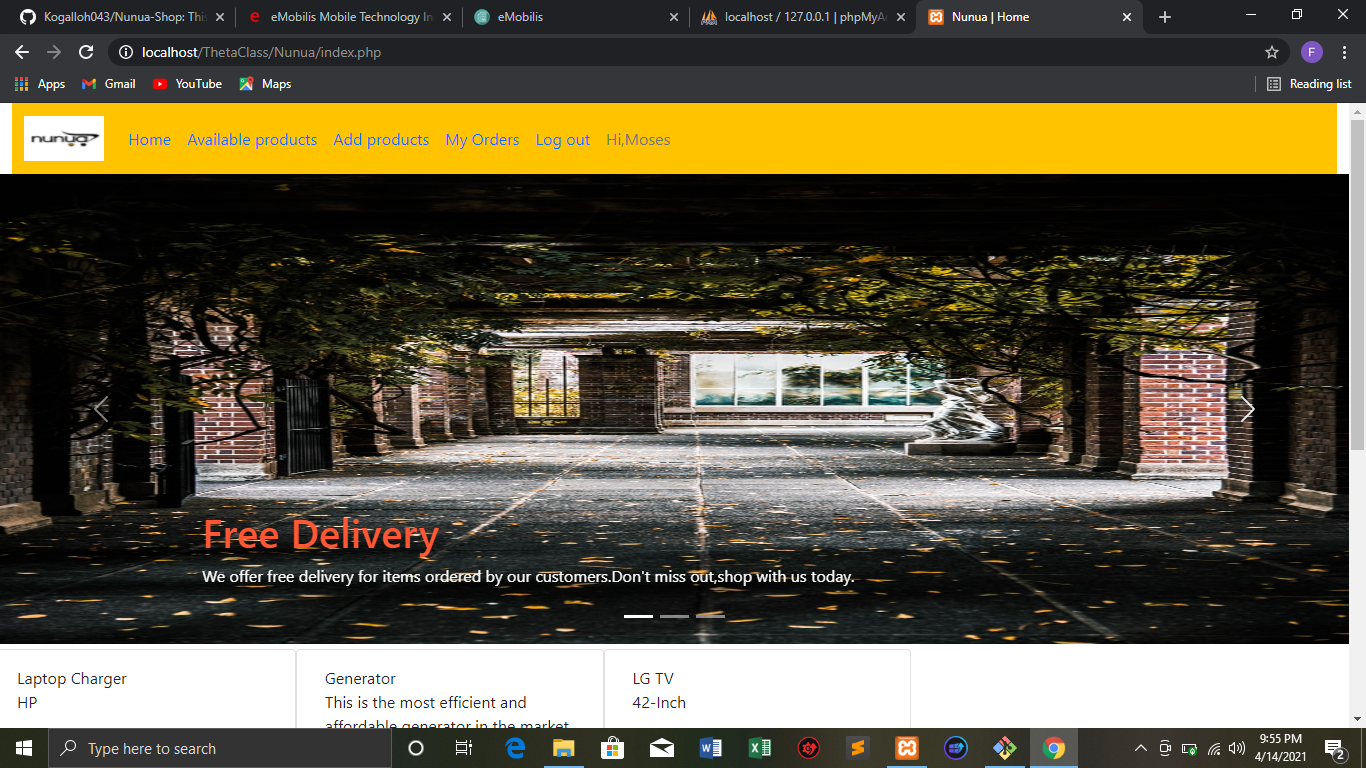 Kogalloh043/Nunua-Shop: Thi
eMobilis Mobile Technology In
eMobilis
localhost / 127.0.0.1 | phpMyA
Nunua | Home
localhost/ThetaClass/Nunua/index.php
F
Apps
Gmail
YouTube
Maps
Reading list
nunua
Home
Available products
Add products
My Orders
Log out
Hi,Moses
Free Delivery
We offer free delivery for items ordered by our customers.Don't miss out,shop with us today.
Laptop Charger
HP
Generator
This is the most efficient and
affordable generator in the market
LG TV
42-Inch
Type here to search
9:55 PM
4/14/2021
2